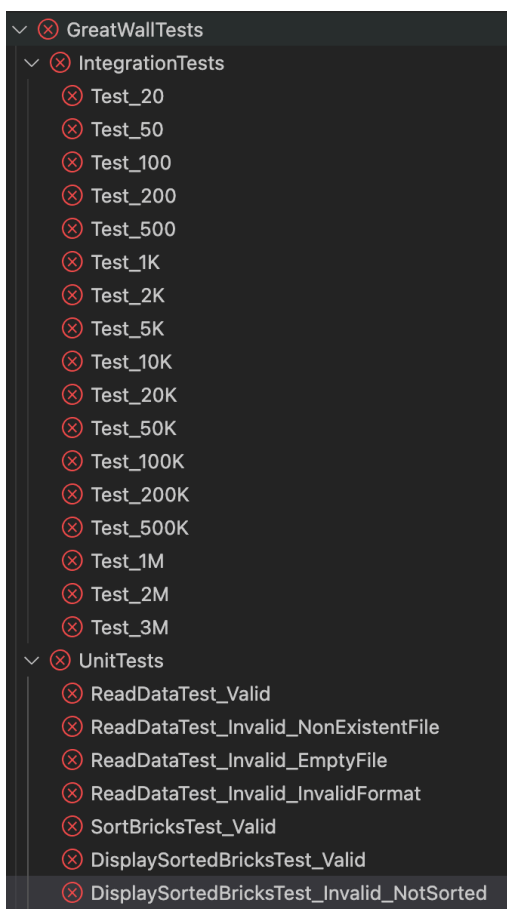 GreatWallTests
IntegrationTests
Test_20
Test_50
Test_100
Test_200
Test_500
Test_1K
Test_2K
Test_5K
Test_10K
Test_20K
Test_50K
Test_100K
Test_200K
Test_500K
Test_1M
Test_2M
Test_3M
UnitTests
ReadDataTest_Valid
ReadDataTest_Invalid_NonExistentFile
ReadDataTest_Invalid_EmptyFile
ReadDataTest_Invalid_InvalidFormat
SortBricksTest_Valid
DisplaySortedBricksTest_Valid
DisplaySortedBricksTest_Invalid_NotSorted